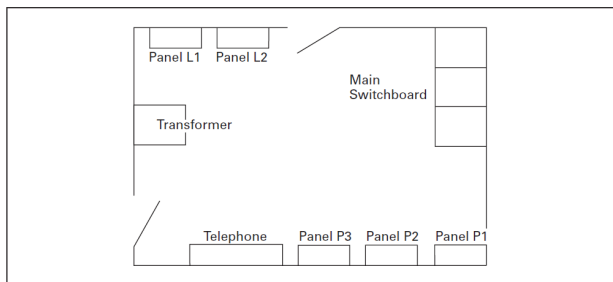 Panel L1
Panel L2
Main
Switchboard
Transformer
Telephone
Panel P3
Panel P2
Panel P1